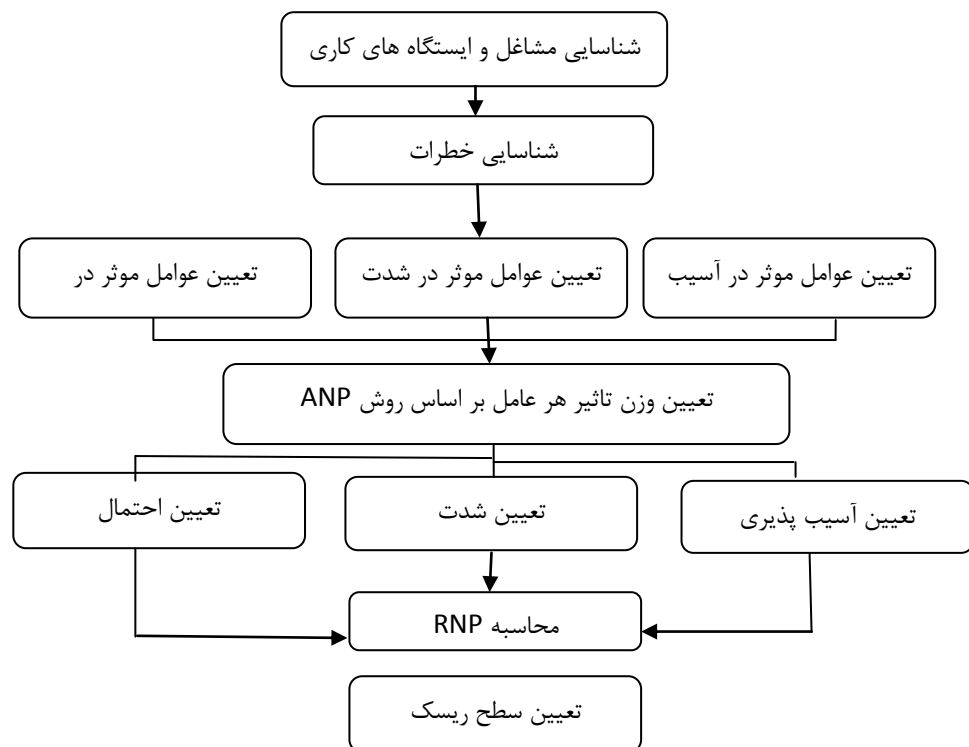 شناسایی مشاغل و ایستگاه های کاری
شناسایی خطرات
تعیین عوامل موثر در آسیب
تعیین عوامل موثر در شدت
تعیین عوامل موثر در
تعیین وزن تاثیر هر عامل بر اساس روش ANP
تعیین آسیب پذیری
تعیین شدت
تعیین احتمال
محاسبه RNP
تعیین سطح ریسک